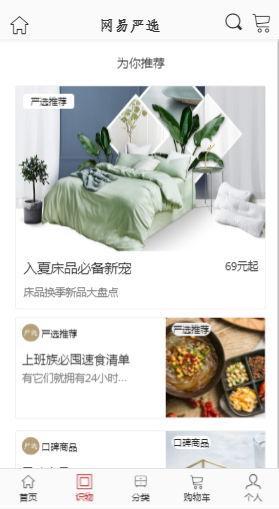 网易严选
为你推荐
严选推荐
入夏床品必备新宠
69元起
床品换季新品大盘点
严选
严选推荐
严选推荐
上班族必囤速食清单
有它们就拥有24小时...
严选
口碑商品
口碑商品
首页
识物
分类
购物车
个人